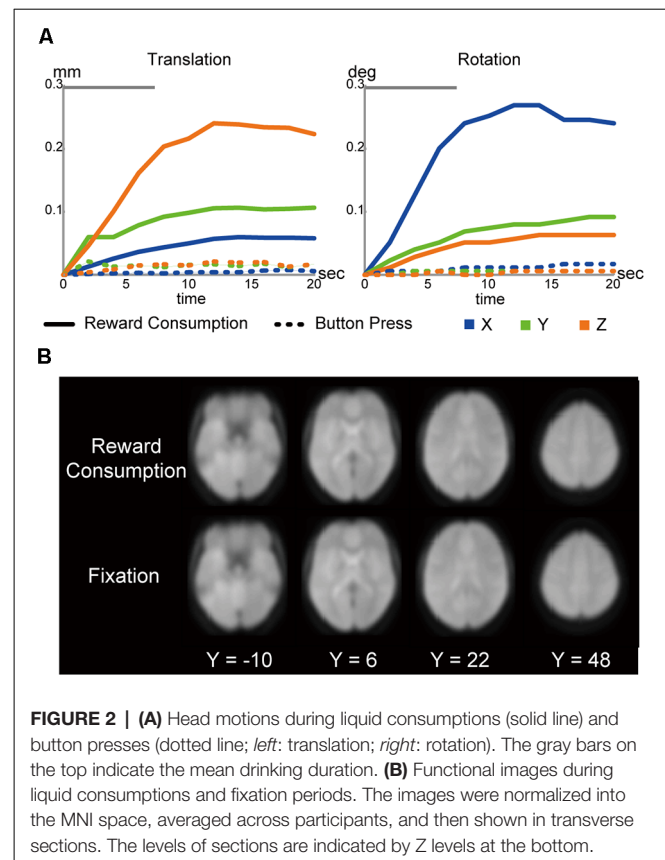 A
Translation
Rotation
mm
deg
0.3
0.3
0.2
0.2
0.1
0.1
0 5 10 15 20 sec
0 5 10 15 20 sec
time
time
Reward Consumption Button Press X Y Z
B
Reward
Consumption
Fixation
Y = -10 Y = 6 Y = 22 Y = 48
FIGURE 2 | (A) Head motions during liquid consumptions (solid line) and
button presses (dotted line; left: translation; right: rotation). The gray bars on
the top indicate the mean drinking duration. (B) Functional images during
liquid consumptions and fixation periods. The images were normalized into
the MNI space, averaged across participants, and then shown in transverse
sections. The levels of sections are indicated by Z levels at the bottom.